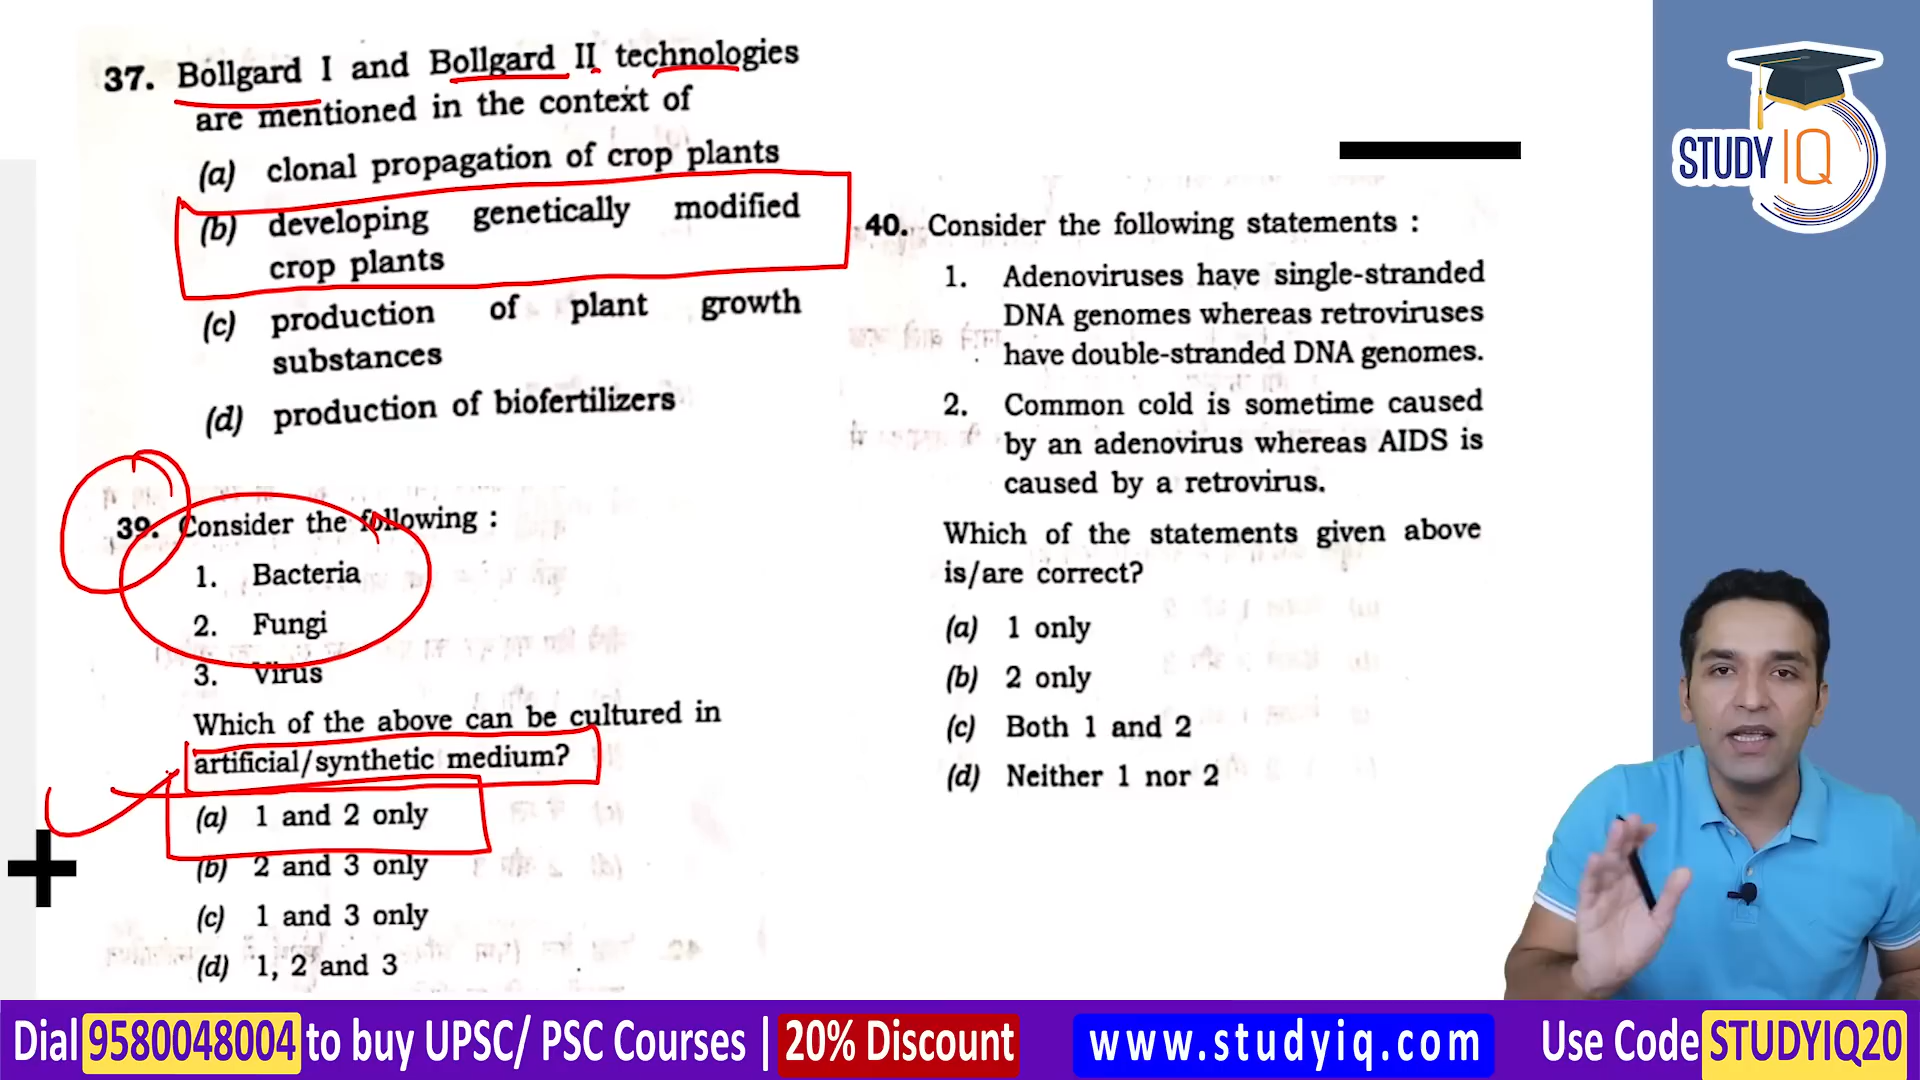 37. Bollgard I and Bollgard II technologies
are mentioned in the context of
(a) clonal propagation of crop plants
(b) developing genetically modified
crop plants
(c) production of plant growth
substances
(d) production of biofertilizers
39. Consider the following :
1. Bacteria
2. Fungi
3. Virus
Which of the above can be cultured in
artificial/synthetic medium?
(a) 1 and 2 only
(b) 2 and 3 only
(c) 1 and 3 only
(d) 1, 2 and 3
40. Consider the following statements :
1. Adenoviruses have single-stranded
DNA genomes whereas retroviruses
have double-stranded DNA genomes.
2. Common cold is sometime caused
by an adenovirus whereas AIDS is
caused by a retrovirus.
Which of the statements given above
is/are correct?
(a) 1 only
(b) 2 only
(c) Both 1 and 2
(d) Neither 1 nor 2
STUDY IQ
Dial 9580048004 to buy UPSC/ PSC Courses | 20% Discount www.studyiq.com Use Code STUDYIQ20